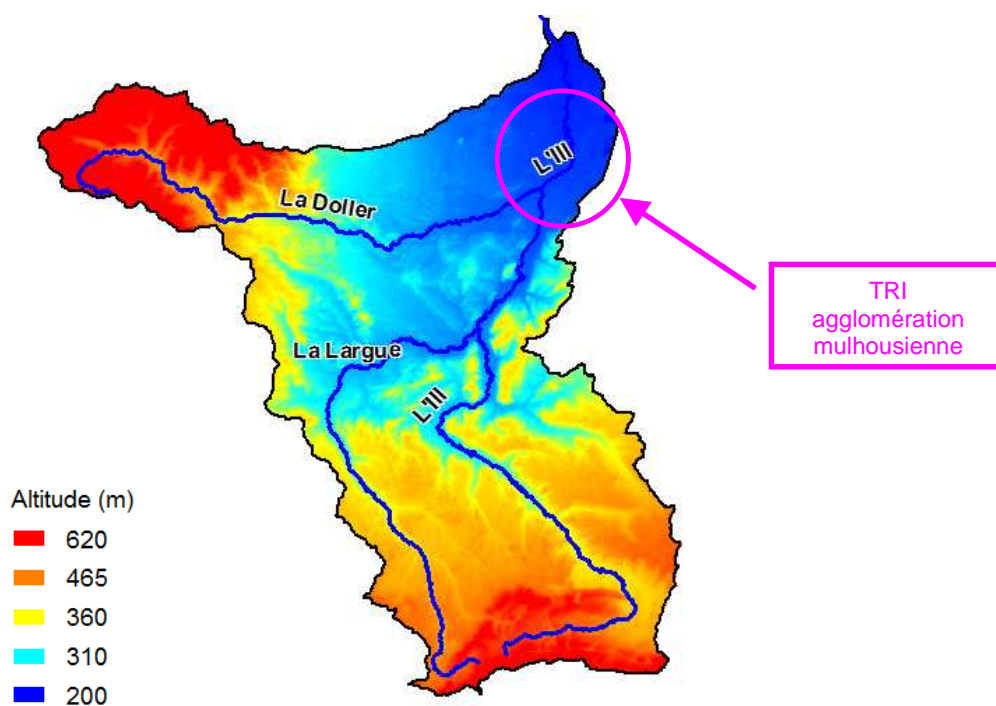 L'Ill
La Doller
TRI
agglomération
mulhousienne
La Largue
L'Ill
Altitude (m)
620
465
360
310
200